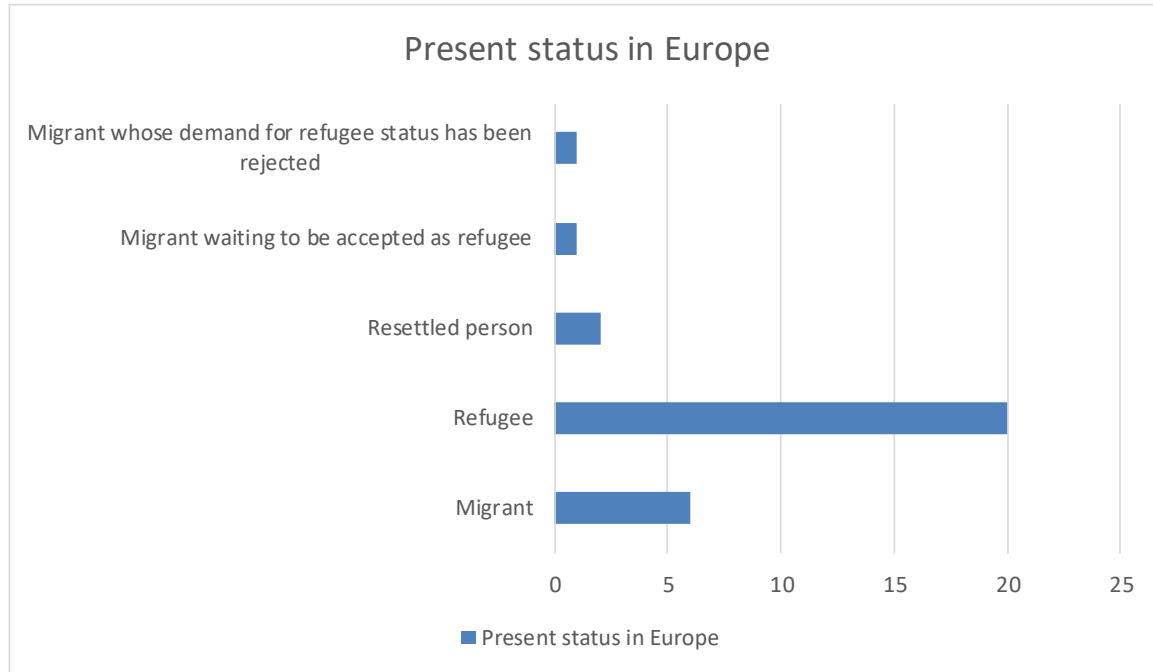 Present status in Europe
Migrant whose demand for refugee status has been
rejected
Migrant waiting to be accepted as refugee
Resettled person
Refugee
Migrant
0 5 10 15 20 25
Present status in Europe